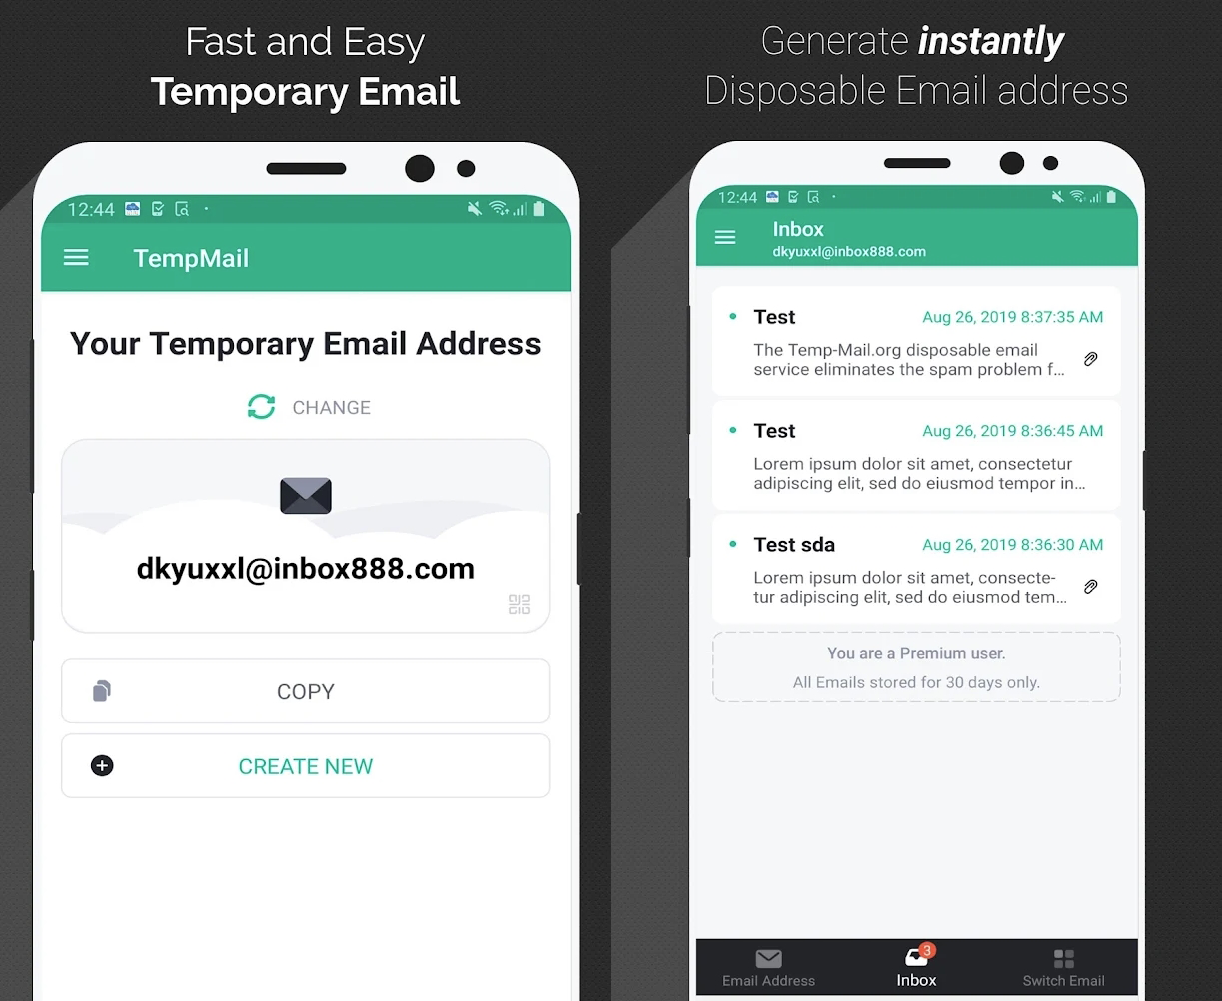 Fast and Easy
Temporary Email
12:44
TempMail
Your Temporary Email Address
CHANGE
dkyuxxl@inbox888.com
COPY
CREATE NEW
Generate instantly
Disposable Email address
12:44
Inbox
dkyuxxl@inbox888.com
Test Aug 26, 2019 8:37:35 AM
The Temp-Mail.org disposable email
service eliminates the spam problem f...
Test Aug 26, 2019 8:36:45 AM
Lorem ipsum dolor sit amet, consectetur
adipiscing elit, sed do eiusmod tempor in...
Test sda Aug 26, 2019 8:36:30 AM
Lorem ipsum dolor sit amet, consecte-
tur adipiscing elit, sed do eiusmod tem...
You are a Premium user.
All Emails stored for 30 days only.
3
Email Address Inbox Switch Email